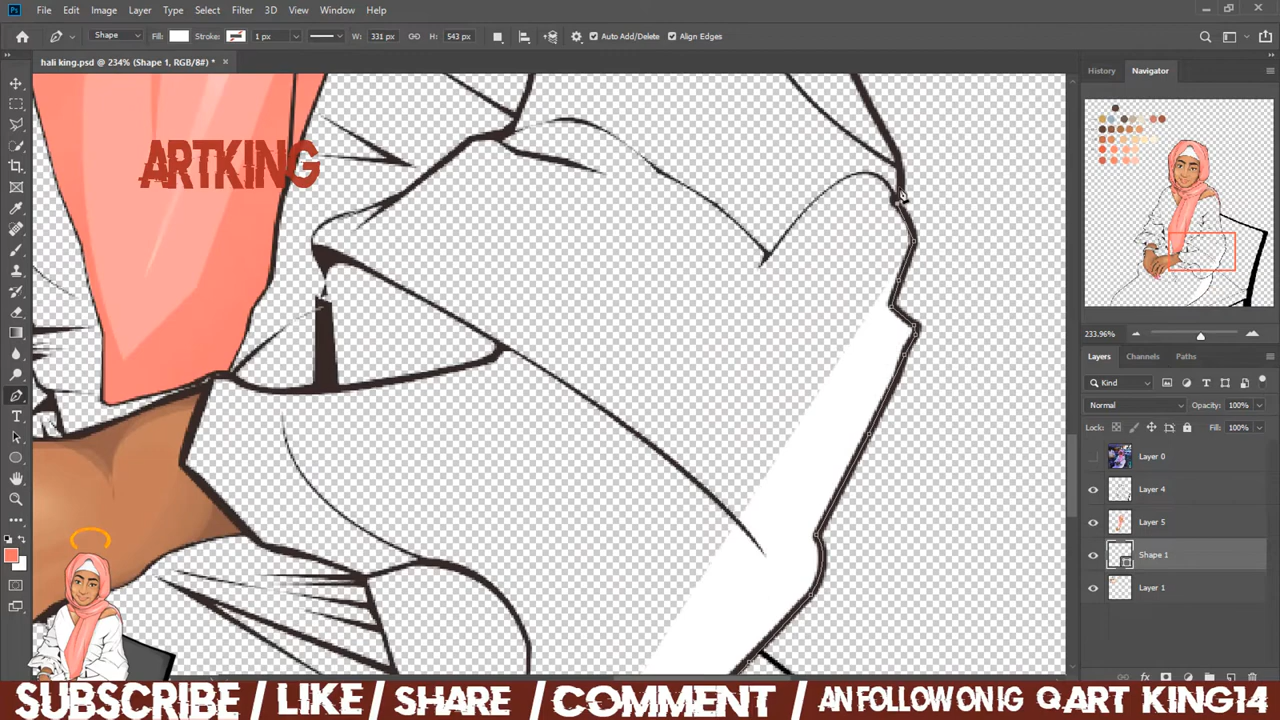 Ps File Edit Image Layer Type Select Filter 3D View Window Help
Shape Fill: Stroke: 1 px W: 331 px H: 543 px Auto Add/Delete Align Edges
hali king.psd @ 234% (Shape 1, RGB/8#) *
History Navigator
ARTKING
233.96%
Layers Channels Paths
Kind
Normal Opacity: 100%
Lock: Fill: 100%
Layer 0
Layer 4
Layer 5
Shape 1
Layer 1
SUBSCRIBE / LIKE / SHARE / COMMENT / AN FOLLOW ON IG QART KING14